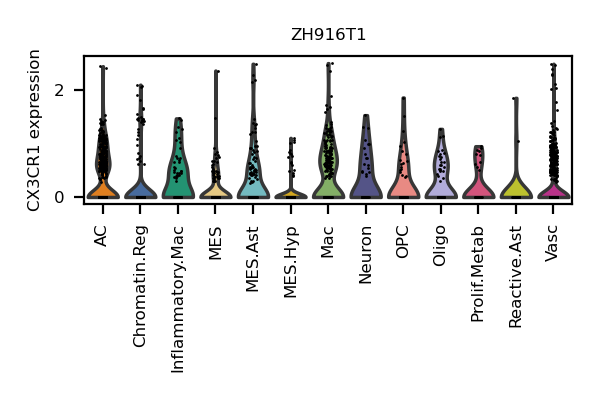 ZH916T1
CX3CR1 expression
2
0
AC
Chromatin.Reg
Inflammatory.Mac
MES
MES.Ast
MES.Hyp
Mac
Neuron
OPC
Oligo
Prolif.Metab
Reactive.Ast
Vasc